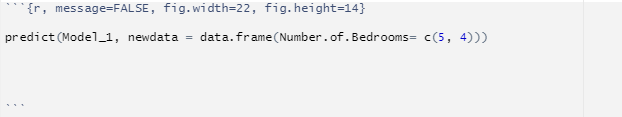 ```{r, message=FALSE, fig.width=22, fig.height=14}
predict(Model_1, newdata = data.frame(Number.of.Bedrooms= c(5, 4)))
```